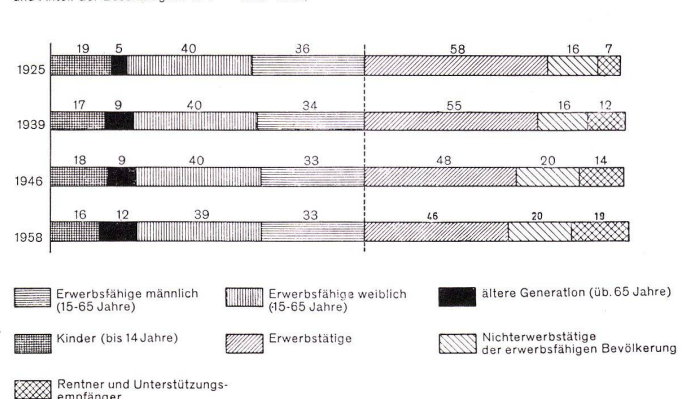 19 5 40 36 58 16 7
1925
17 9 40 34 55 16 12
1939
18 9 40 33 48 20 14
1946
16 12 39 33 46 20 19
1958
Erwerbsfähige männlich
(15-65 Jahre)
Erwerbsfähige weiblich
(15-65 Jahre)
ältere Generation (üb. 65 Jahre)
Kinder (bis 14 Jahre)
Erwerbstätige
Nichterwerbstätige
der erwerbsfähigen Bevölkerung
Rentner und Unterstützungs-
empfänger